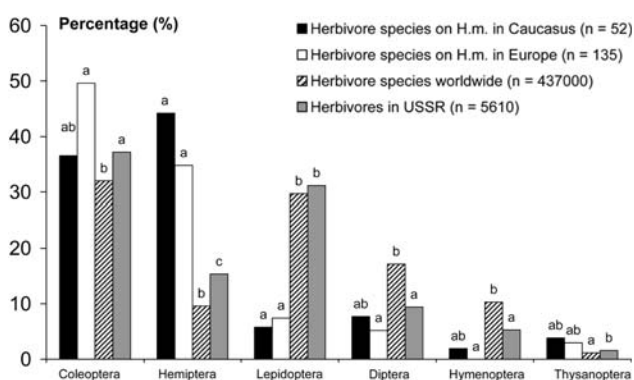 Percentage (%)
Herbivore species on H.m. in Caucasus (n = 52)
Herbivore species on H.m. in Europe (n = 135)
Herbivore species worldwide (n = 437000)
Herbivores in USSR (n = 5610)
60
50
40
30
20
10
0
ab a b a
a a b c
a a b b
ab a b a
ab a b a
ab ab a b
Coleoptera Hemiptera Lepidoptera Diptera Hymenoptera Thysanoptera